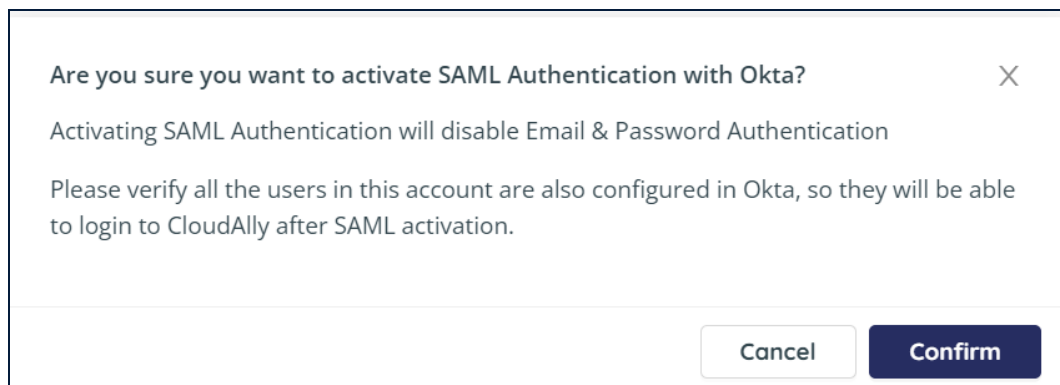 Are you sure you want to activate SAML Authentication with Okta?
Activating SAML Authentication will disable Email & Password Authentication
Please verify all the users in this account are also configured in Okta, so they will be able
to login to CloudAlly after SAML activation.
Cancel
Confirm